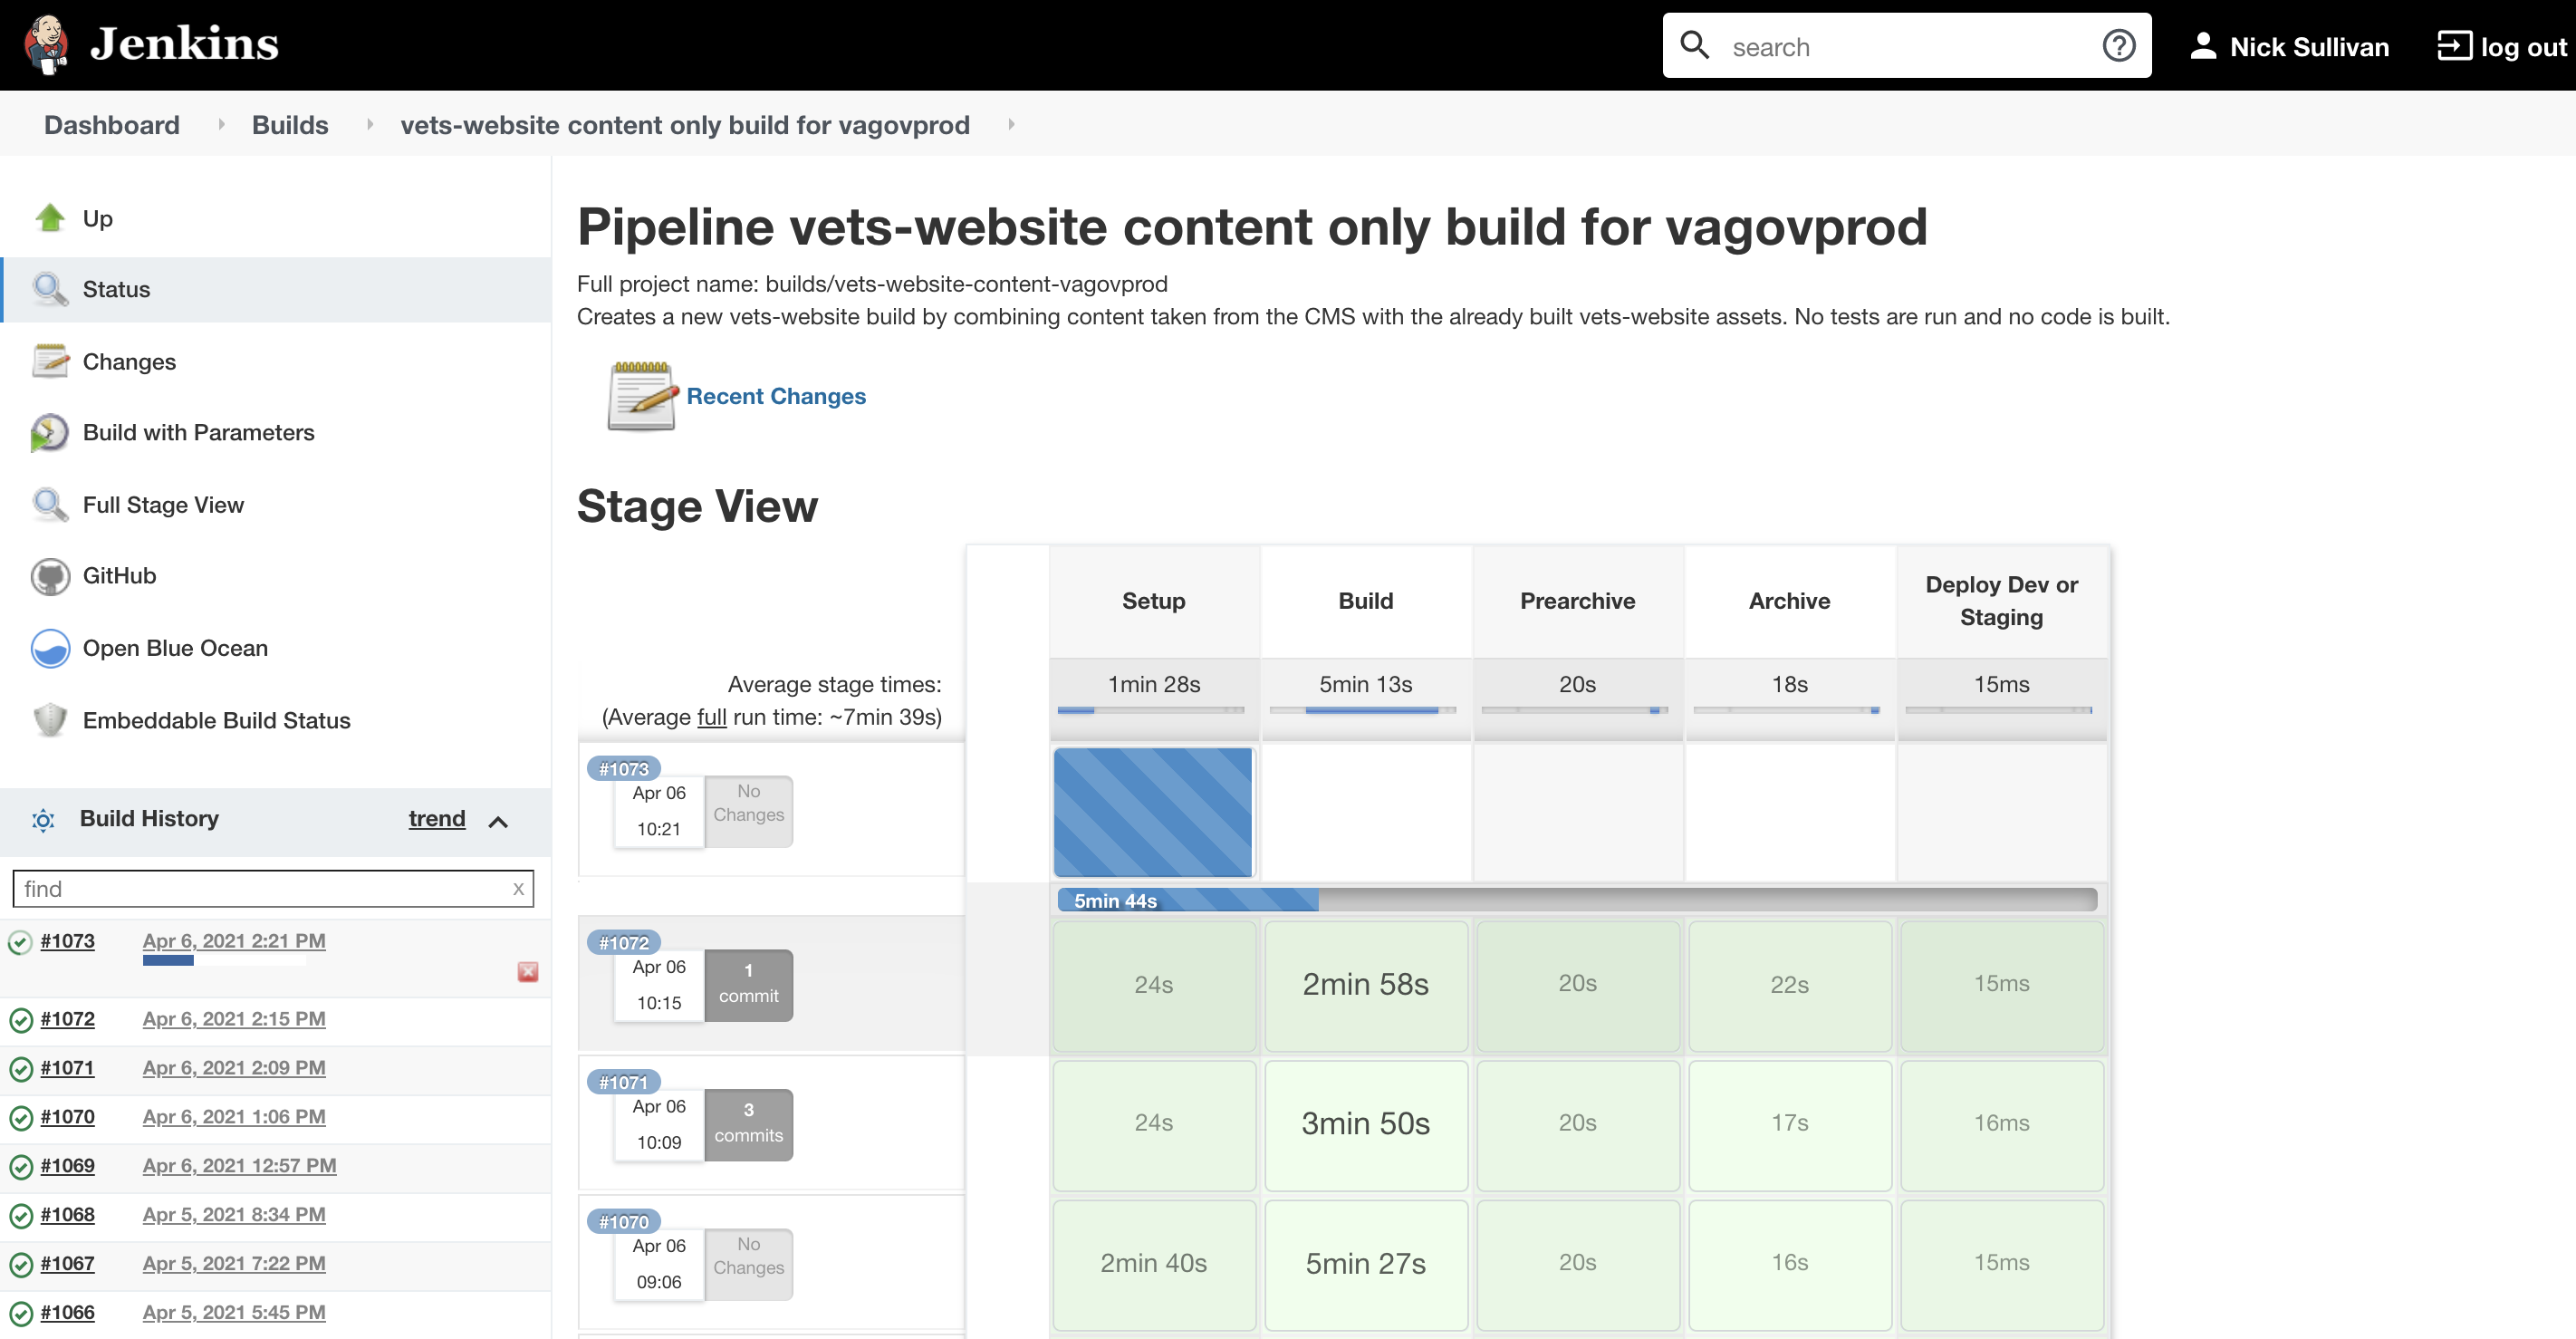 Jenkins
search
Nick Sullivan
log out
Dashboard
Builds
vets-website content only build for vagovprod
Up
Status
Changes
Build with Parameters
Full Stage View
GitHub
Open Blue Ocean
Embeddable Build Status
Build History
trend
find
x
#1073 Apr 6, 2021 2:21 PM
#1072 Apr 6, 2021 2:15 PM
#1071 Apr 6, 2021 2:09 PM
#1070 Apr 6, 2021 1:06 PM
#1069 Apr 6, 2021 12:57 PM
#1068 Apr 5, 2021 8:34 PM
#1067 Apr 5, 2021 7:22 PM
#1066 Apr 5, 2021 5:45 PM
Pipeline vets-website content only build for vagovprod
Full project name: builds/vets-website-content-vagovprod
Creates a new vets-website build by combining content taken from the CMS with the already built vets-website assets. No tests are run and no code is built.
Recent Changes
Stage View
Setup
Build
Prearchive
Archive
Deploy Dev or
Staging
Average stage times:
(Average full run time: ~7min 39s)
1min 28s
5min 13s
20s
18s
15ms
#1073
Apr 06
10:21
No
Changes
5min 44s
#1072
Apr 06
10:15
1
commit
24s
2min 58s
20s
22s
15ms
#1071
Apr 06
10:09
3
commits
24s
3min 50s
20s
17s
16ms
#1070
Apr 06
09:06
No
Changes
2min 40s
5min 27s
20s
16s
15ms